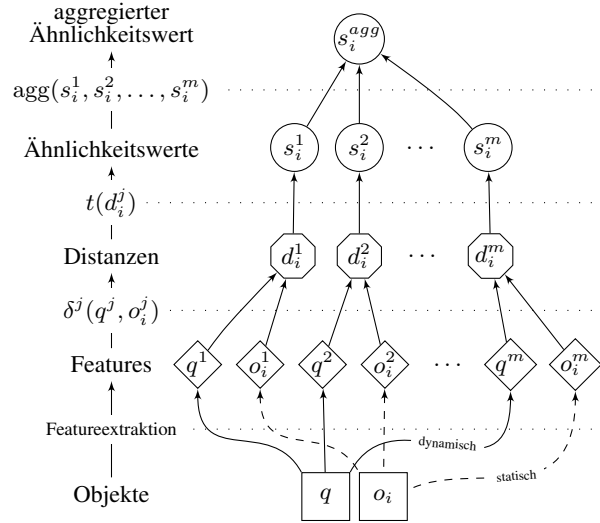 aggregierter
Ähnlichkeitswert
s_i^{agg}
agg(s_i^1, s_i^2, . . . , s_i^m)
Ähnlichkeitswerte
s_i^1 s_i^2 · · · s_i^m
t(d_i^j)
Distanzen
d_i^1 d_i^2 · · · d_i^m
δ^j(q^j, o_i^j)
Features
q^1 o_i^1 q^2 o_i^2 · · · q^m o_i^m
Featureextraktion
dynamisch
statisch
Objekte
q o_i